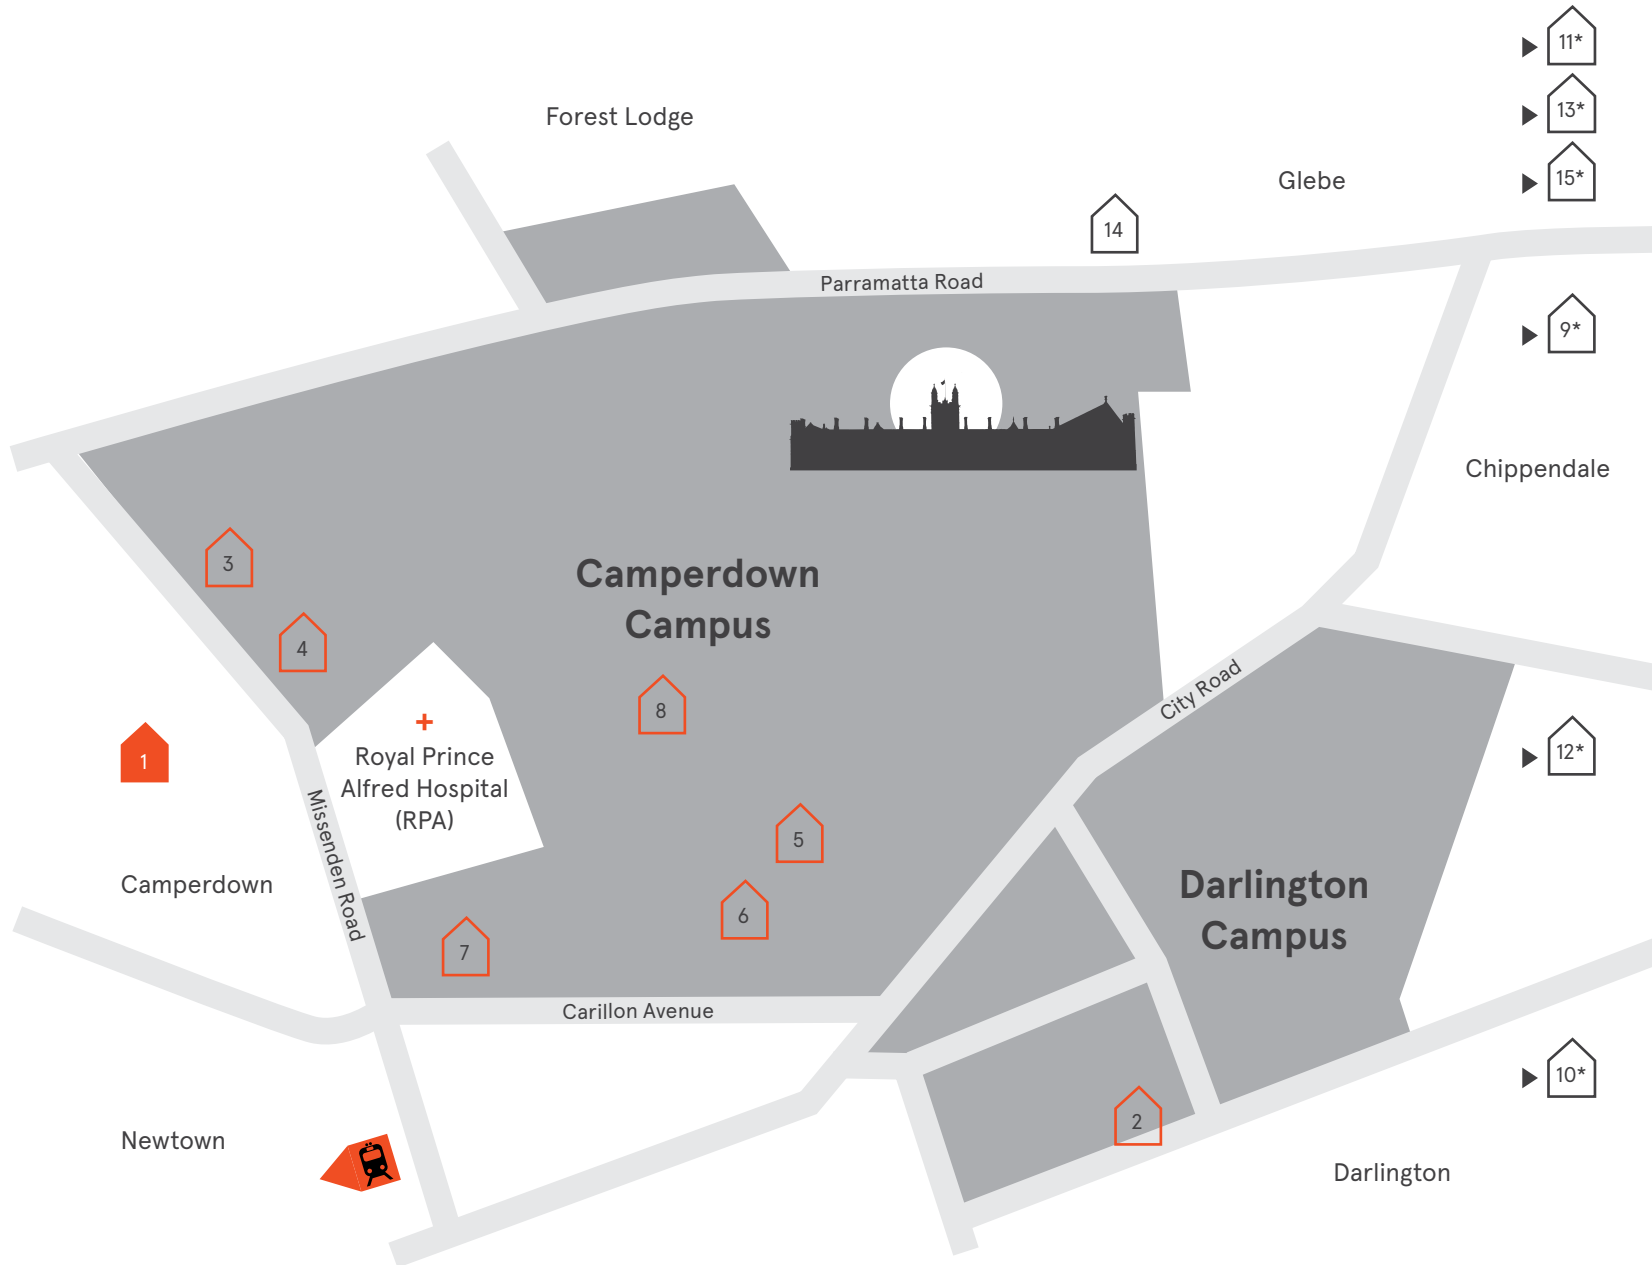 11*
Forest Lodge
13*
15*
Glebe
14
Parramatta Road
9*
Chippendale
3
Camperdown
Campus
4
8
City Road
1
+
Royal Prince
Alfred Hospital
(RPA)
12*
Missenden Road
5
Camperdown
6
7
Darlington
Campus
Carillon Avenue
10*
2
Newtown
Darlington